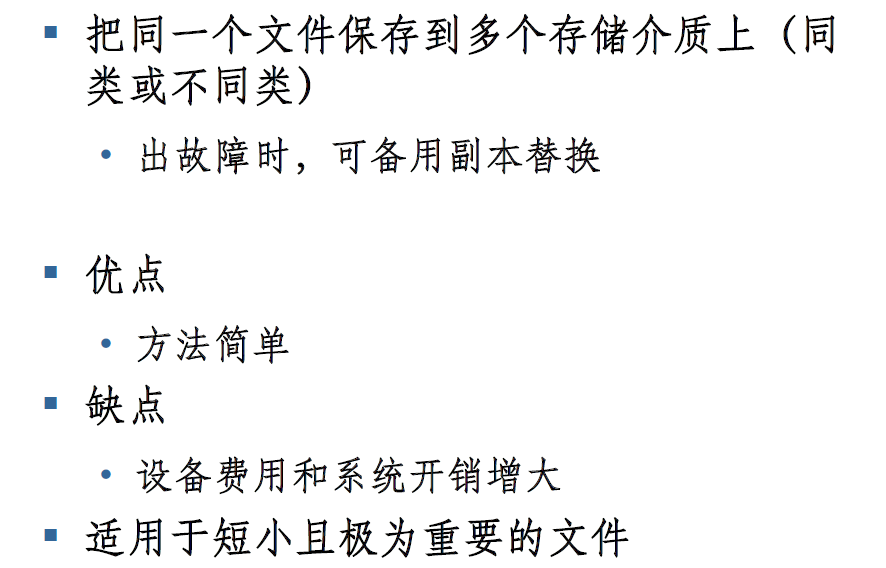 ▪ 把同一个文件保存到多个存储介质上（同
类或不同类）
• 出故障时，可备用副本替换
▪ 优点
• 方法简单
▪ 缺点
• 设备费用和系统开销增大
▪ 适用于短小且极为重要的文件